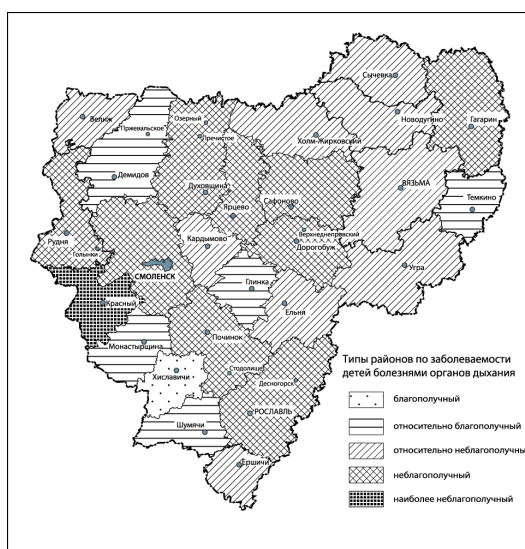 Сычевка
Велиж
Озерный
Новодугино
Гагарин
Пржевальское
Пречистое
Холм-Жирковский
Демидов
Духовщина
ВЯЗЬМА
Сафоново
Темкино
Ярцево
Рудня
Кардымово
Верхнеднепровский
Голынки
Дорогобуж
СМОЛЕНСК
Угра
Глинка
Красный
Ельня
Починок
Монастырщина
Типы районов по заболеваемости
детей болезнями органов дыхания
Стодолище
Хиславичи
Десногорск
благополучный
РОСЛАВЛЬ
Шумячи
относительно благополучный
относительно неблагополучный
Ершичи
неблагополучный
наиболее неблагополучный